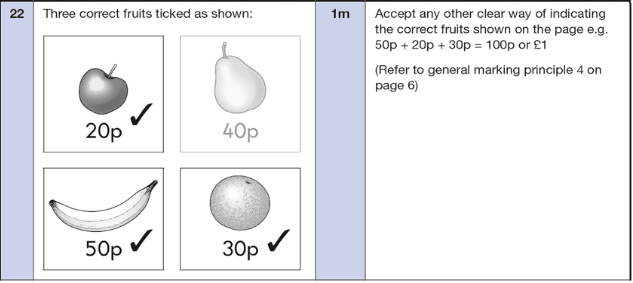 22
Three correct fruits ticked as shown:
20p ✓
40p
50p ✓
30p ✓
1m
Accept any other clear way of indicating
the correct fruits shown on the page e.g.
50p + 20p + 30p = 100p or £1
(Refer to general marking principle 4 on
page 6)